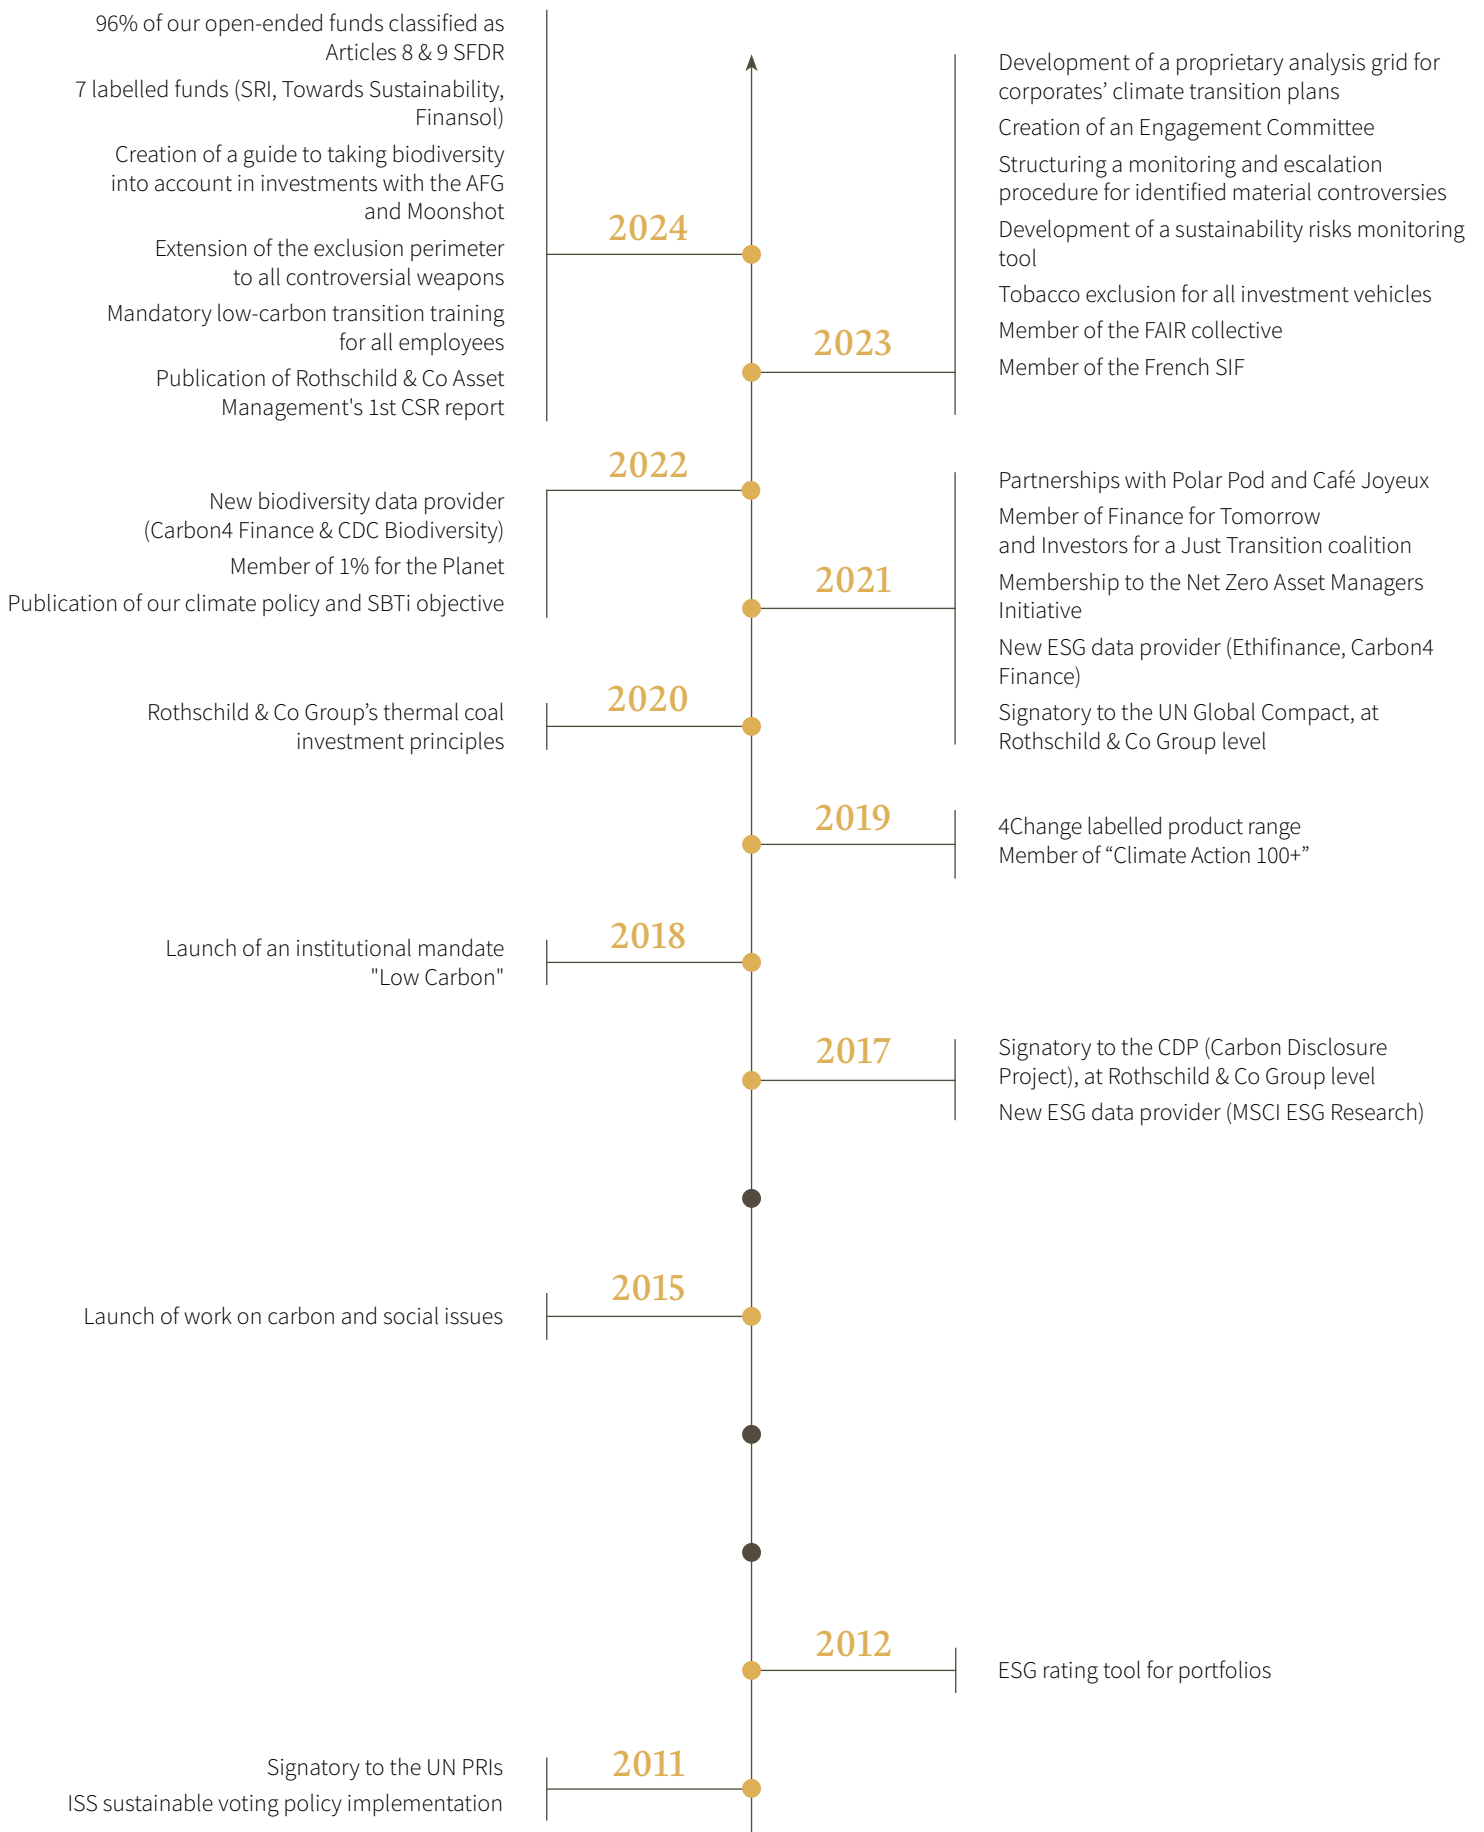 96% of our open-ended funds classified as
Articles 8 & 9 SFDR
7 labelled funds (SRI, Towards Sustainability,
Finansol)
Creation of a guide to taking biodiversity
into account in investments with the AFG
and Moonshot
Extension of the exclusion perimeter
to all controversial weapons
Mandatory low-carbon transition training
for all employees
Publication of Rothschild & Co Asset
Management's 1st CSR report
2024
Development of a proprietary analysis grid for
corporates’ climate transition plans
Creation of an Engagement Committee
Structuring a monitoring and escalation
procedure for identified material controversies
Development of a sustainability risks monitoring
tool
Tobacco exclusion for all investment vehicles
Member of the FAIR collective
Member of the French SIF
2023
2022
New biodiversity data provider
(Carbon4 Finance & CDC Biodiversity)
Member of 1% for the Planet
Publication of our climate policy and SBTi objective
2021
Partnerships with Polar Pod and Café Joyeux
Member of Finance for Tomorrow
and Investors for a Just Transition coalition
Membership to the Net Zero Asset Managers
Initiative
New ESG data provider (Ethifinance, Carbon4
Finance)
Signatory to the UN Global Compact, at
Rothschild & Co Group level
2020
Rothschild & Co Group’s thermal coal
investment principles
2019
4Change labelled product range
Member of “Climate Action 100+”
2018
Launch of an institutional mandate
"Low Carbon"
2017
Signatory to the CDP (Carbon Disclosure
Project), at Rothschild & Co Group level
New ESG data provider (MSCI ESG Research)
2015
Launch of work on carbon and social issues
2012
ESG rating tool for portfolios
2011
Signatory to the UN PRIs
ISS sustainable voting policy implementation